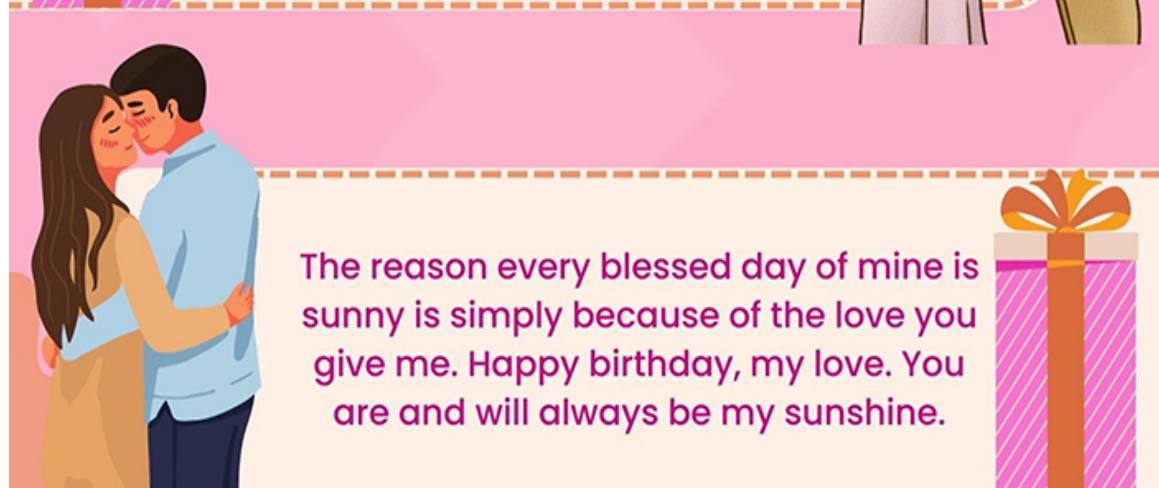 The reason every blessed day of mine is
sunny is simply because of the love you
give me. Happy birthday, my love. You
are and will always be my sunshine.